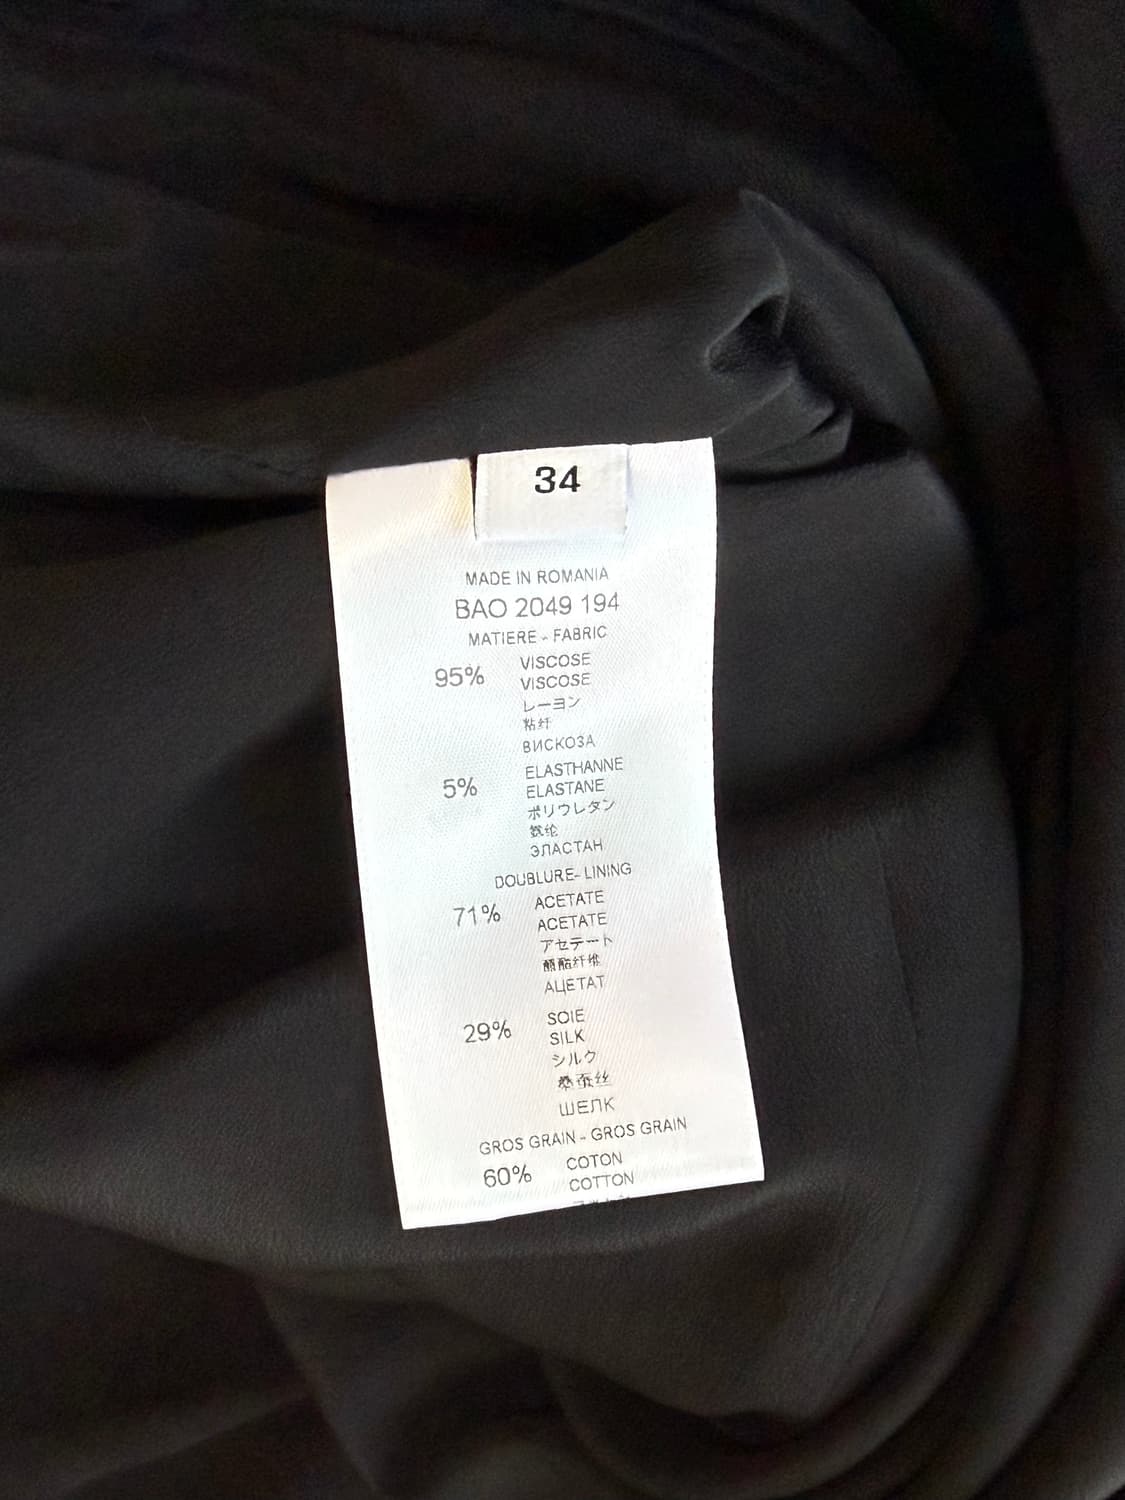 34
MADE IN ROMANIA
BAO 2049 194
MATIERE - FABRIC
95% VISCOSE
VISCOSE
レーヨン
粘纤
ВИСКОЗА
5% ELASTHANNE
ELASTANE
ポリウレタン
氨纶
ЭЛАСТАН
DOUBLURE- LINING
71% ACETATE
ACETATE
アセテート
醋酯纤维
АЦЕТАТ
29% SOIE
SILK
シルク
桑蚕丝
ШЕЛК
GROS GRAIN - GROS GRAIN
60% COTON
COTTON